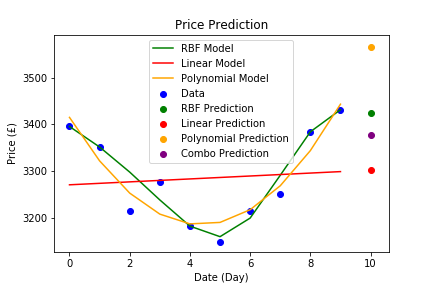 Price Prediction
RBF Model
Linear Model
Polynomial Model
Data
RBF Prediction
Linear Prediction
Polynomial Prediction
Combo Prediction
Price (£)
3500
3400
3300
3200
0 2 4 6 8 10
Date (Day)